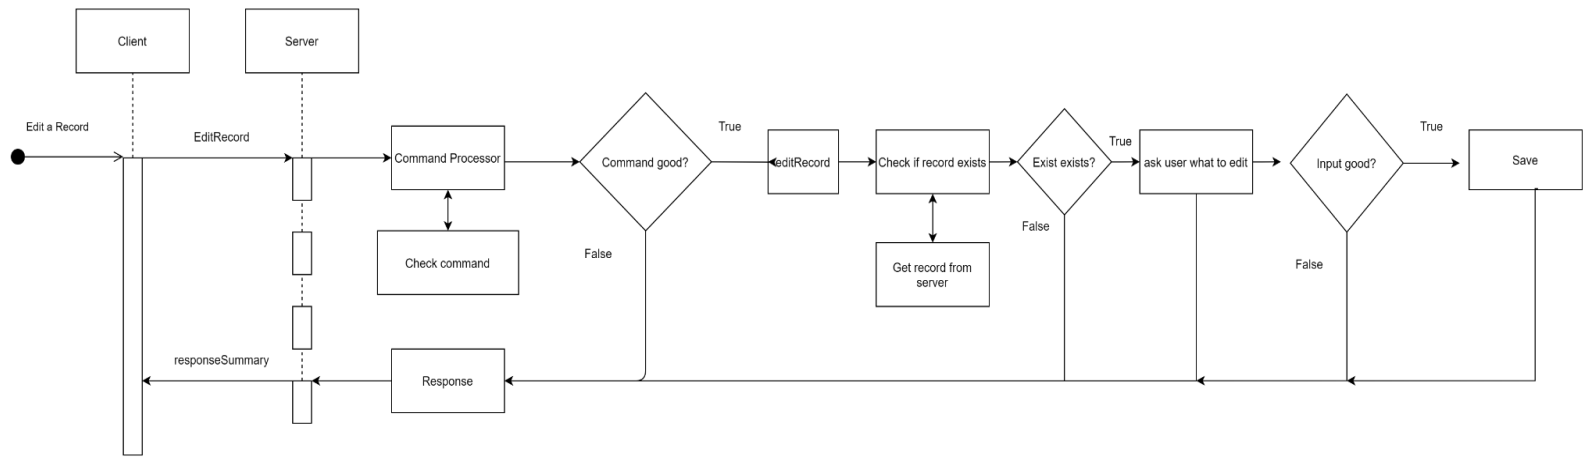 Client
Server
Edit a Record
EditRecord
Command Processor
Command good?
True
editRecord
Check if record exists
Exist exists?
True
ask user what to edit
Input good?
True
Save
Check command
False
Get record from
server
False
False
responseSummary
Response